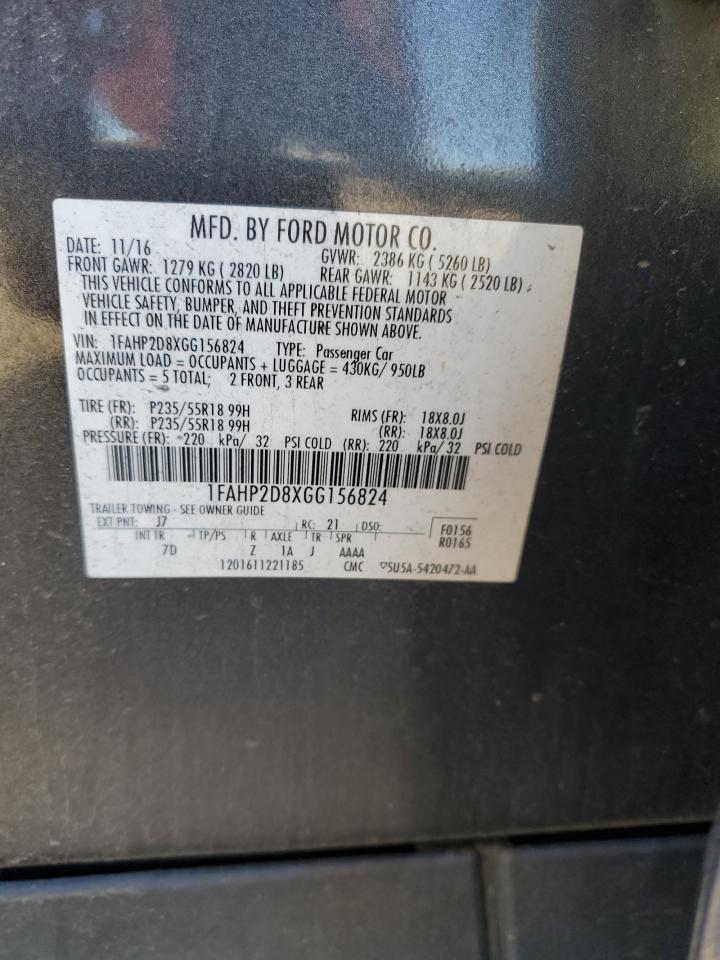 MFD. BY FORD MOTOR CO.
DATE: 11/16 GVWR: 2386 KG ( 5260 LB)
FRONT GAWR: 1279 KG ( 2820 LB) REAR GAWR: 1143 KG ( 2520 LB)
THIS VEHICLE CONFORMS TO ALL APPLICABLE FEDERAL MOTOR
VEHICLE SAFETY, BUMPER, AND THEFT PREVENTION STANDARDS
IN EFFECT ON THE DATE OF MANUFACTURE SHOWN ABOVE.
VIN: 1FAHP2D8XGG156824 TYPE: Passenger Car
MAXIMUM LOAD = OCCUPANTS + LUGGAGE = 430KG/ 950LB
OCCUPANTS = 5 TOTAL; 2 FRONT, 3 REAR
TIRE (FR): P235/55R18 99H RIMS (FR): 18X8.0J
(RR): P235/55R18 99H (RR): 18X8.0J
PRESSURE (FR): 220 kPa/ 32 PSI COLD (RR): 220 kPa/ 32 PSI COLD
1FAHP2D8XGG156824
TRAILER TOWING - SEE OWNER GUIDE
EXT PNT: J7 RC: 21 DSO: F0156
INT TR TP/PS R AXLE TR SPR R0165
7D Z 1A J AAAA
1201611221185 CMC ▽5U5A-5420472-AA